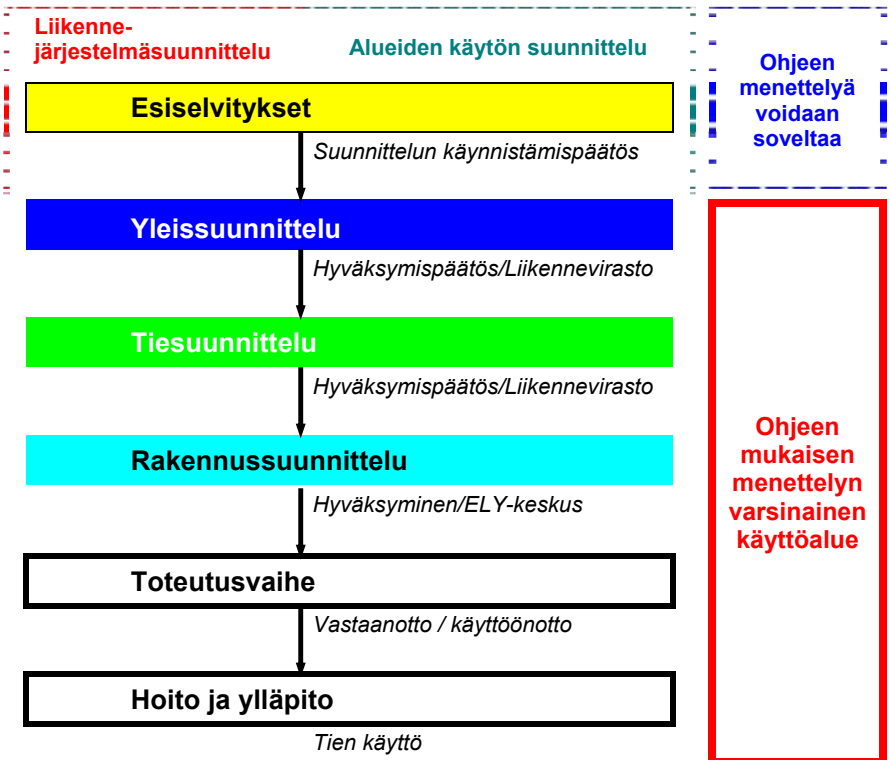 Liikenne-
järjestelmäsuunnittelu
Alueiden käytön suunnittelu
Esiselvitykset
Suunnittelun käynnistämispäätös
Yleissuunnittelu
Hyväksymispäätös/Liikennevirasto
Tiesuunnittelu
Hyväksymispäätös/Liikennevirasto
Rakennussuunnittelu
Hyväksyminen/ELY-keskus
Toteutusvaihe
Vastaanotto / käyttöönotto
Hoito ja ylläpito
Tien käyttö
Ohjeen
menettelyä
voidaan
soveltaa
Ohjeen
mukaisen
menettelyn
varsinainen
käyttöalue